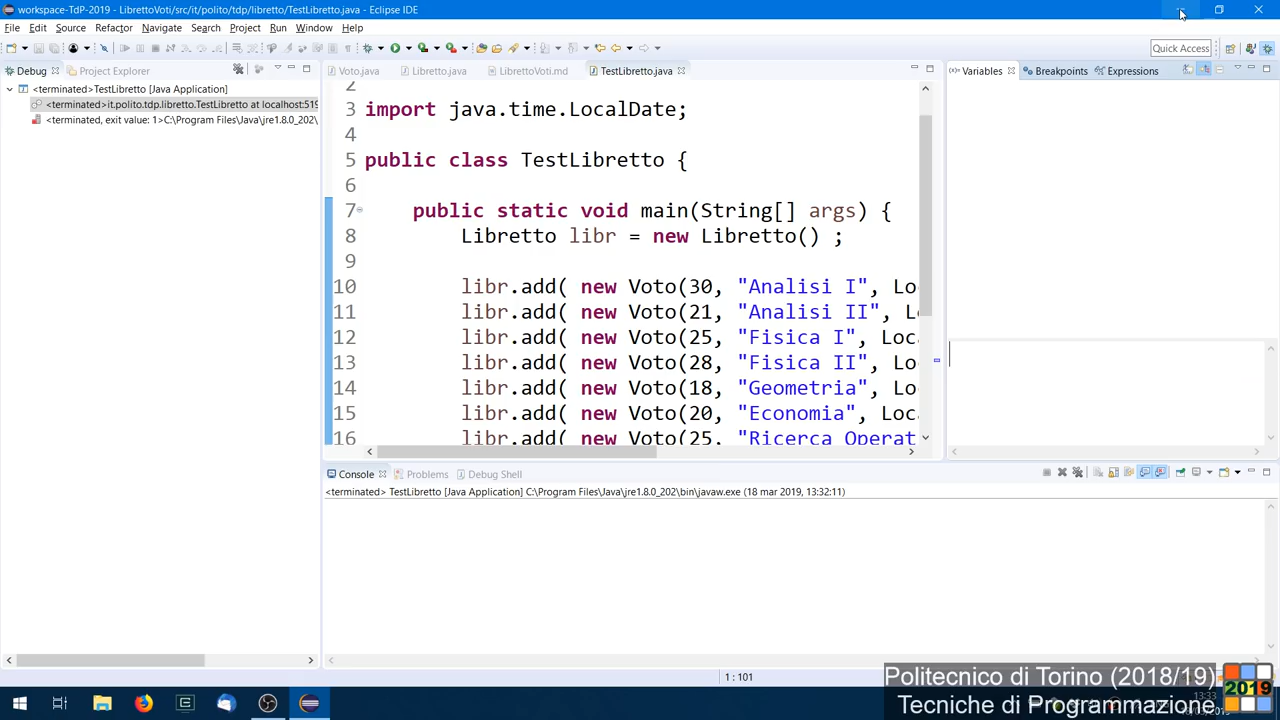 workspace-TdP-2019 - LibrettoVoti/src/it/polito/tdp/libretto/TestLibretto.java - Eclipse IDE
File Edit Source Refactor Navigate Search Project Run Window Help
Quick Access
Debug Project Explorer
Voto.java Libretto.java LibrettoVoti.md TestLibretto.java
Variables Breakpoints Expressions
<terminated>TestLibretto [Java Application]
<terminated>it.polito.tdp.libretto.TestLibretto at localhost:519
<terminated, exit value: 1>C:\Program Files\Java\jre1.8.0_202\
2
3 import java.time.LocalDate;
4
5 public class TestLibretto {
6
7 public static void main(String[] args) {
8 Libretto libr = new Libretto() ;
9
10 libr.add( new Voto(30, "Analisi I", Lo
11 libr.add( new Voto(21, "Analisi II", L
12 libr.add( new Voto(25, "Fisica I", Loc
13 libr.add( new Voto(28, "Fisica II", Lo
14 libr.add( new Voto(18, "Geometria", Lo
15 libr.add( new Voto(20, "Economia", Loca
16 libr.add( new Voto(25, "Ricerca Operat
Console Problems Debug Shell
<terminated> TestLibretto [Java Application] C:\Program Files\Java\jre1.8.0_202\bin\javaw.exe (18 mar 2019, 13:32:11)
1 : 101
Politecnico di Torino (2018/19)
Tecniche di Programmazione
2019
13:33